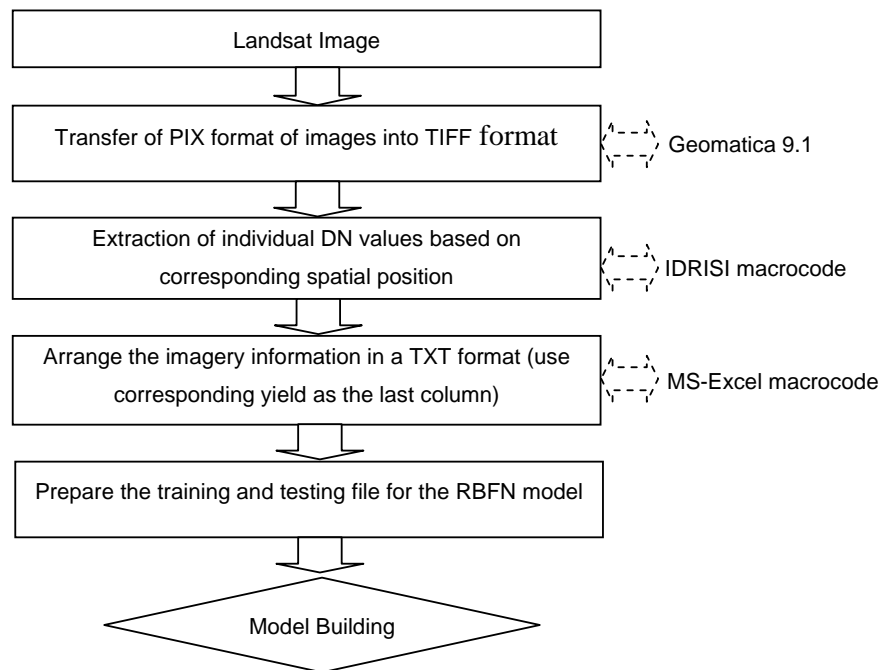 Landsat Image
Transfer of PIX format of images into TIFF format
Geomatica 9.1
Extraction of individual DN values based on
corresponding spatial position
IDRISI macrocode
Arrange the imagery information in a TXT format (use
corresponding yield as the last column)
MS-Excel macrocode
Prepare the training and testing file for the RBFN model
Model Building